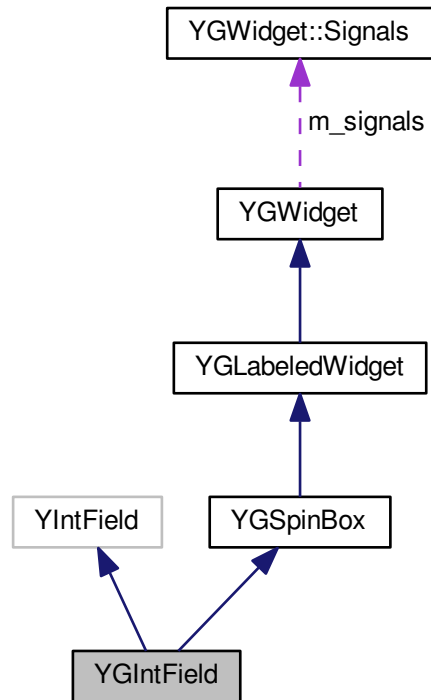 YGWidget::Signals
m_signals
YGWidget
YGLabeledWidget
YIntField
YGSpinBox
YGIntField